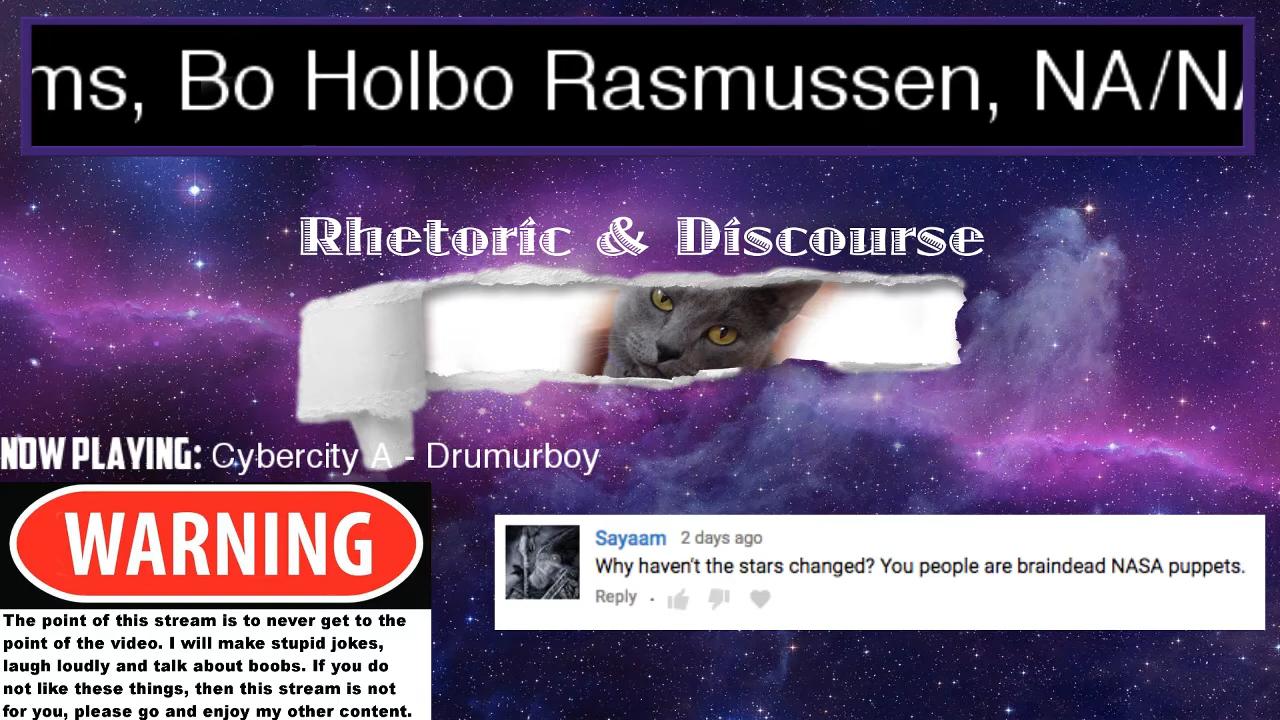 ms, Bo Holbo Rasmussen, NA/NA
Rhetoric & Discourse
NOW PLAYING: Cybercity A - Drumurboy
WARNING
The point of this stream is to never get to the
point of the video. I will make stupid jokes,
laugh loudly and talk about boobs. If you do
not like these things, then this stream is not
for you, please go and enjoy my other content.
Sayaam 2 days ago
Why haven't the stars changed? You people are braindead NASA puppets.
Reply